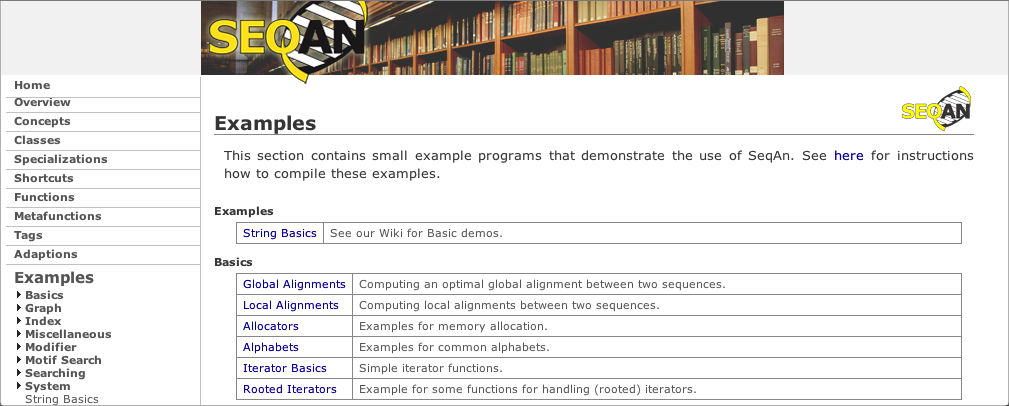 SEQAN
Home
Overview
Concepts
Classes
Specializations
Shortcuts
Functions
Metafunctions
Tags
Adaptions
Examples
Basics
Graph
Index
Miscellaneous
Modifier
Motif Search
Searching
System
String Basics
SEQAN
Examples
This section contains small example programs that demonstrate the use of SeqAn. See here for instructions
how to compile these examples.
Examples
String Basics See our Wiki for Basic demos.
Basics
Global Alignments Computing an optimal global alignment between two sequences.
Local Alignments Computing local alignments between two sequences.
Allocators Examples for memory allocation.
Alphabets Examples for common alphabets.
Iterator Basics Simple iterator functions.
Rooted Iterators Example for some functions for handling (rooted) iterators.